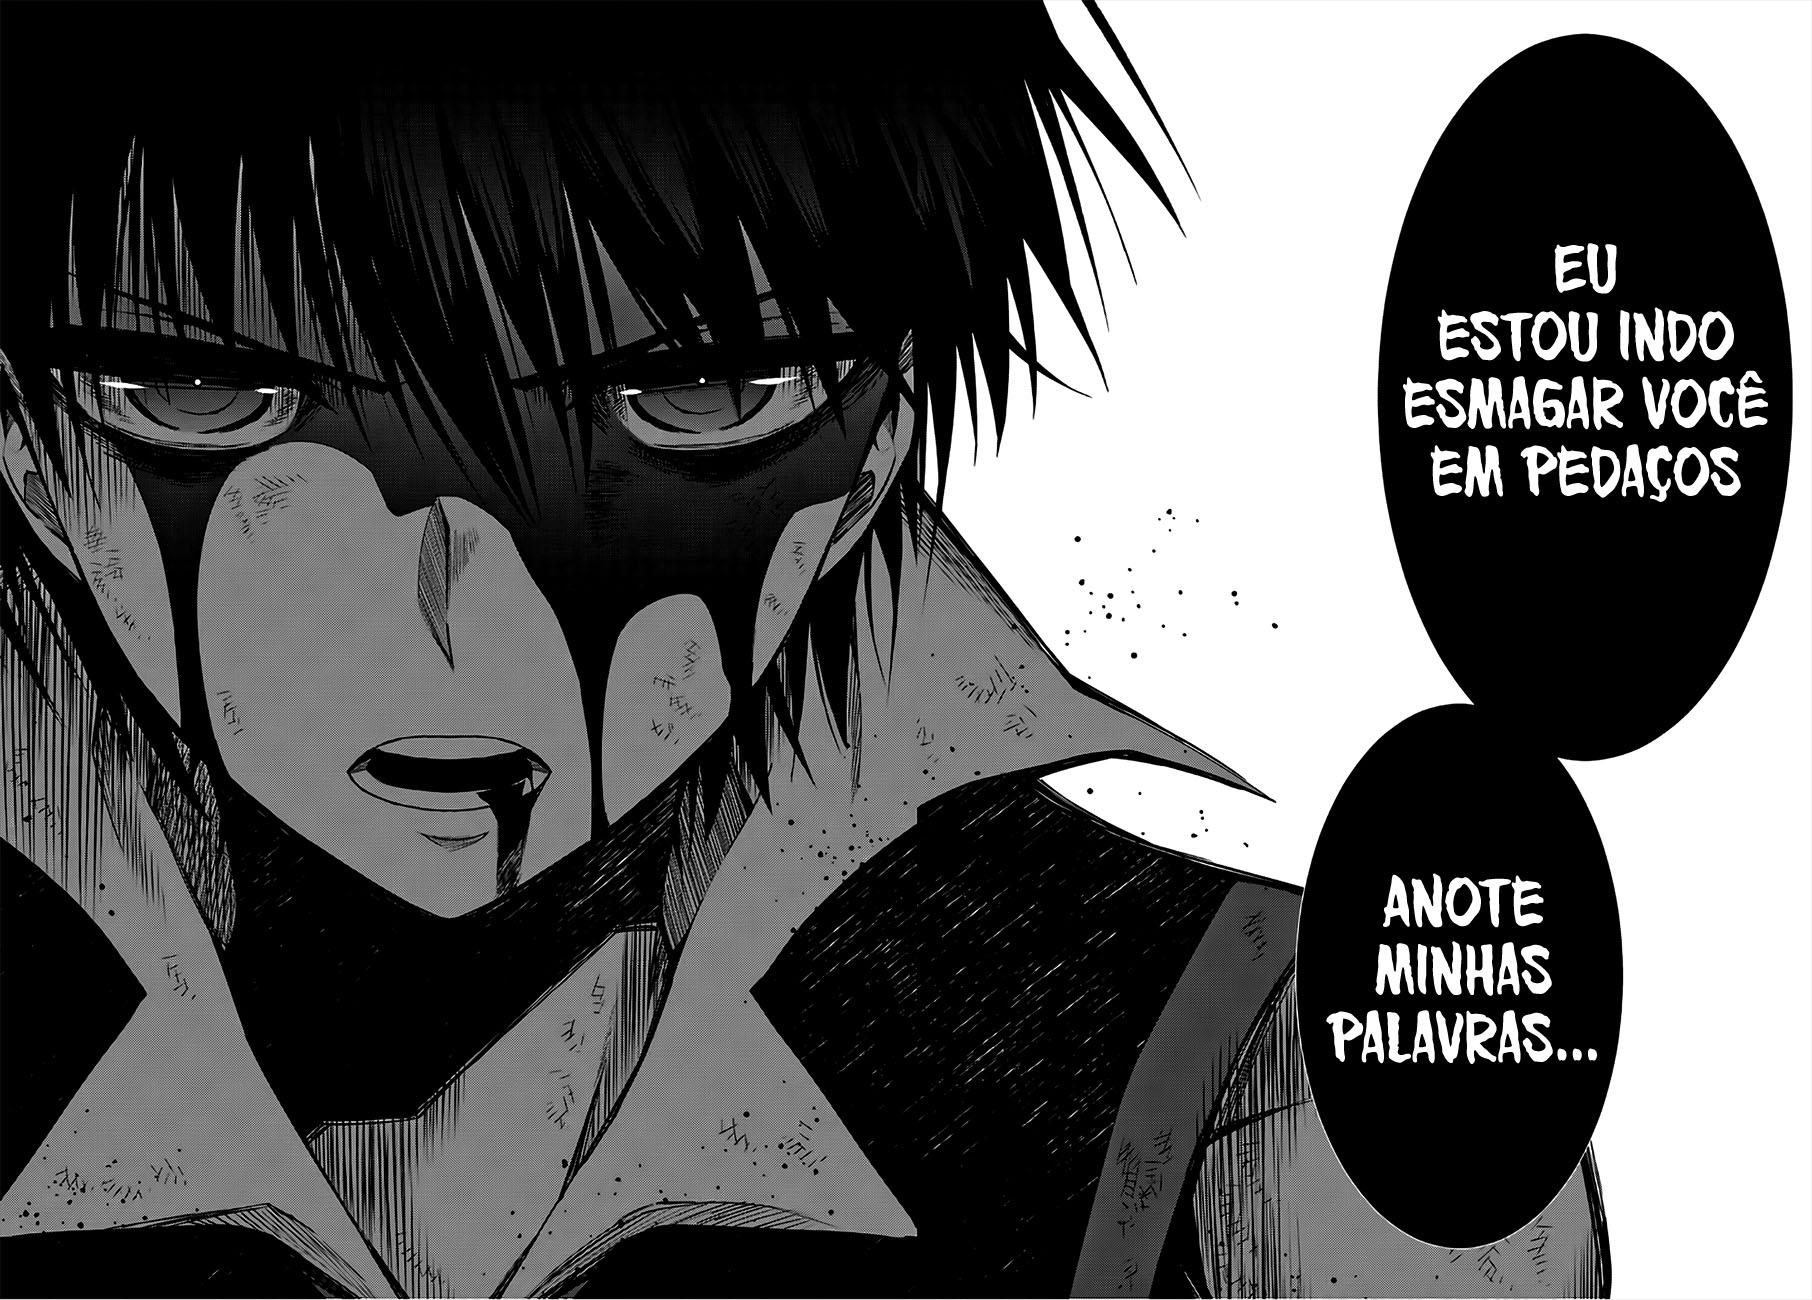 EU
ESTOU INDO
ESMAGAR VOCÊ
EM PEDAÇOS
ANOTE
MINHAS
PALAVRAS...